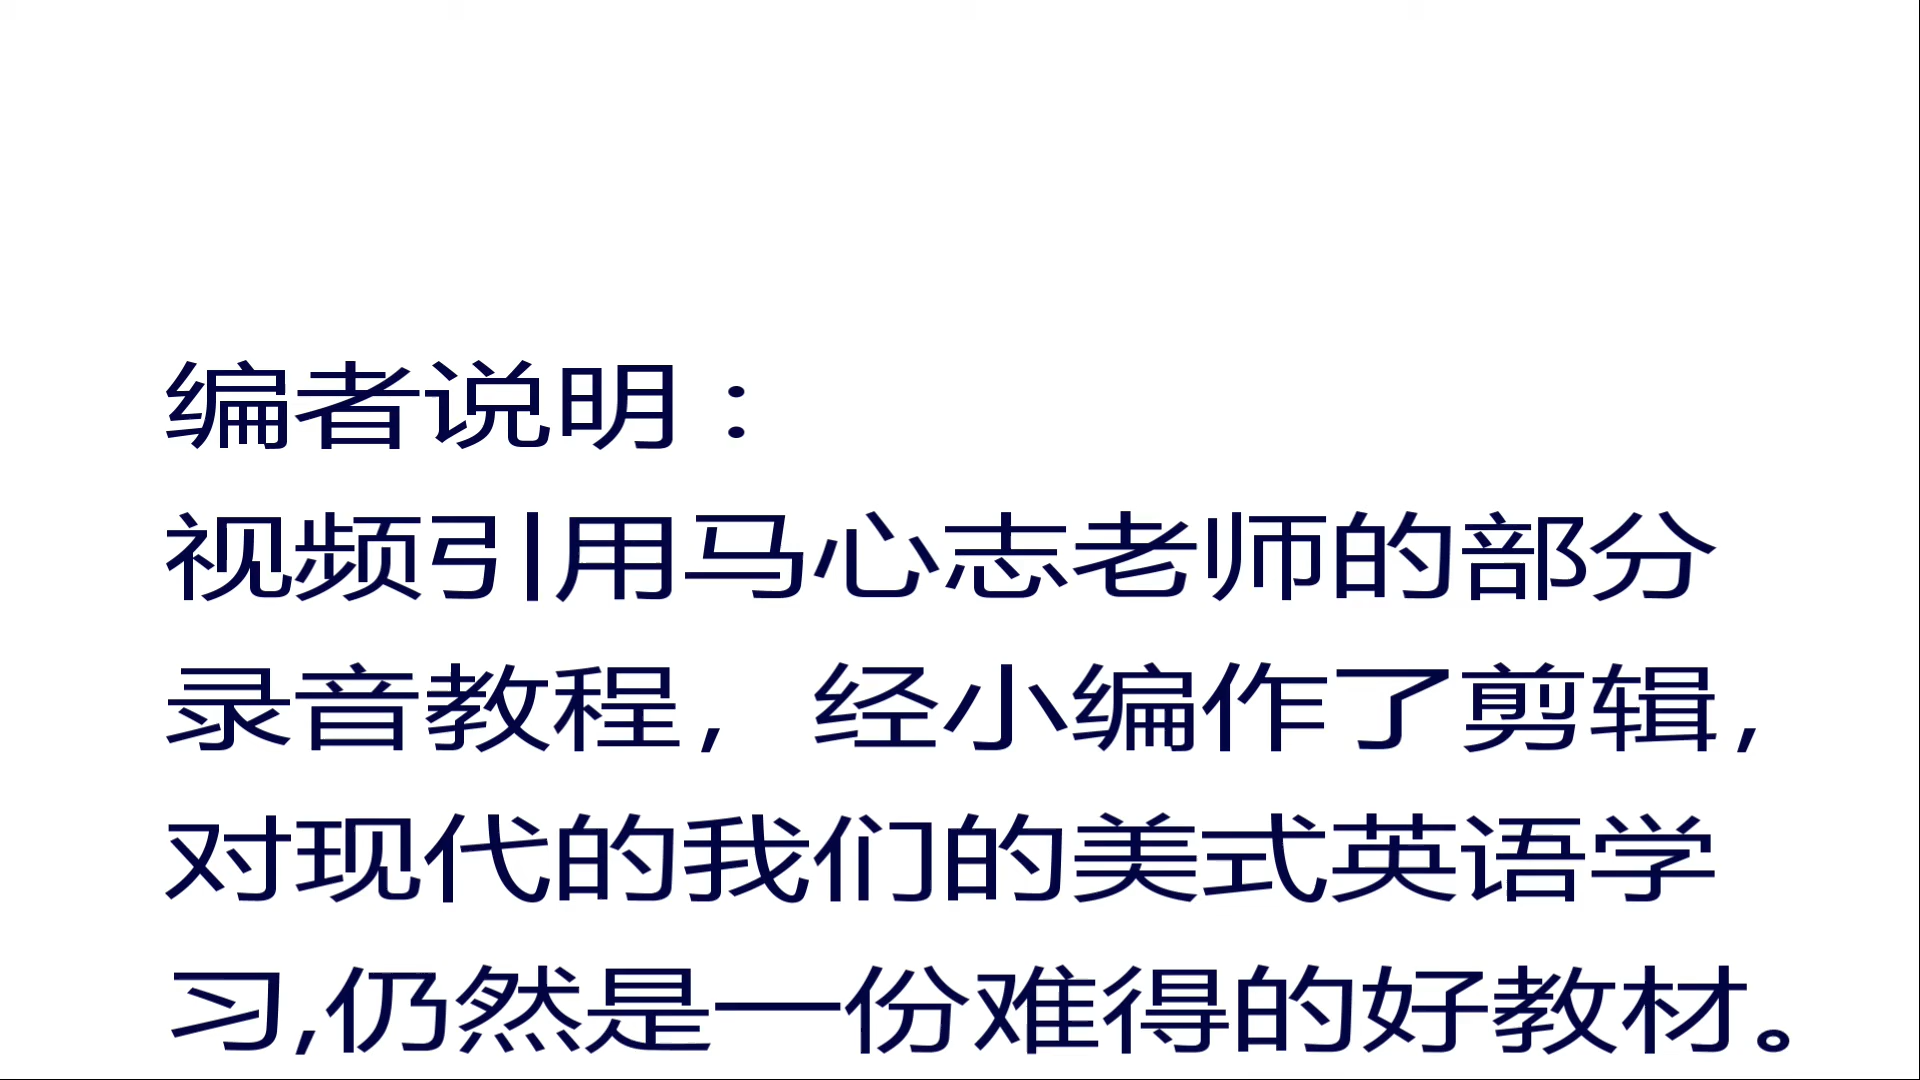 编者说明：
视频引用马心志老师的部分
录音教程，经小编作了剪辑，
对现代的我们的美式英语学
习,仍然是一份难得的好教材。